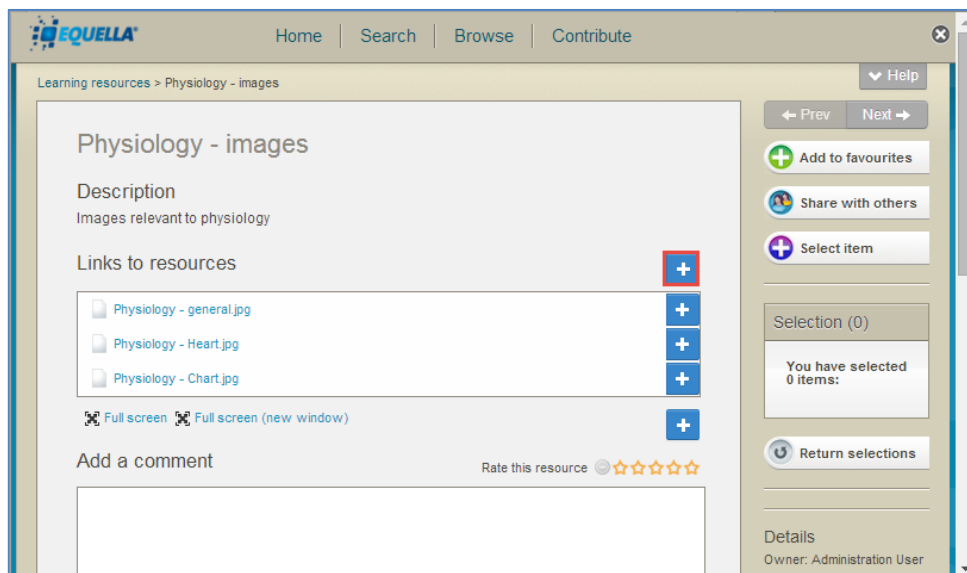 EQUELLA
Home Search Browse Contribute
Learning resources > Physiology - images
Help
Prev Next
Physiology - images
Add to favourites
Description
Images relevant to physiology
Share with others
Select item
Links to resources
Physiology - general.jpg
Physiology - Heart.jpg
Physiology - Chart.jpg
Selection (0)
You have selected
0 items:
Full screen Full screen (new window)
Add a comment
Rate this resource
Return selections
Details
Owner: Administration User